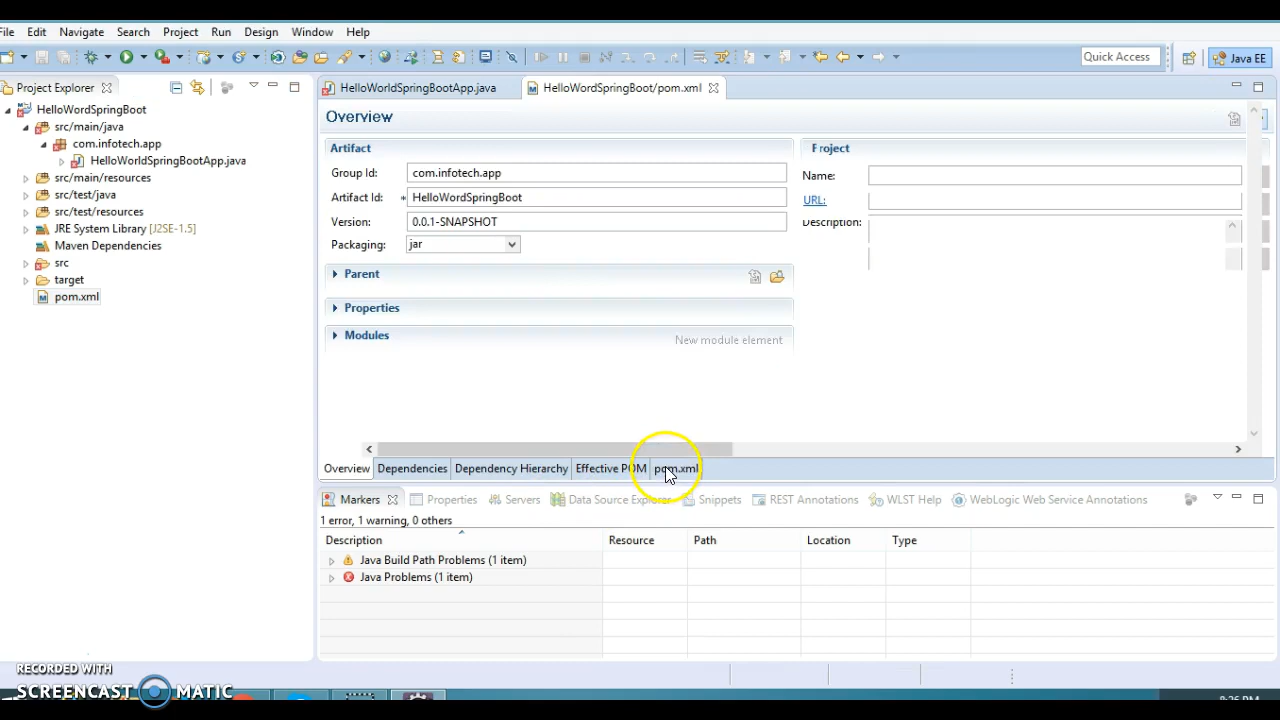 File Edit Navigate Search Project Run Design Window Help
Quick Access Java EE
Project Explorer
HelloWordSpringBoot
src/main/java
com.infotech.app
HelloWorldSpringBootApp.java
src/main/resources
src/test/java
src/test/resources
JRE System Library [J2SE-1.5]
Maven Dependencies
src
target
pom.xml
HelloWorldSpringBootApp.java HelloWordSpringBoot/pom.xml
Overview
Artifact
Group Id: com.infotech.app
Artifact Id: * HelloWordSpringBoot
Version: 0.0.1-SNAPSHOT
Packaging: jar
Parent
Properties
Modules
New module element
Project
Name:
URL:
Description:
Overview Dependencies Dependency Hierarchy Effective POM pom.xml
Markers Properties Servers Data Source Explorer Snippets REST Annotations WLST Help WebLogic Web Service Annotations
1 error, 1 warning, 0 others
Description Resource Path Location Type
Java Build Path Problems (1 item)
Java Problems (1 item)
RECORDED WITH
SCREENCAST MATIC